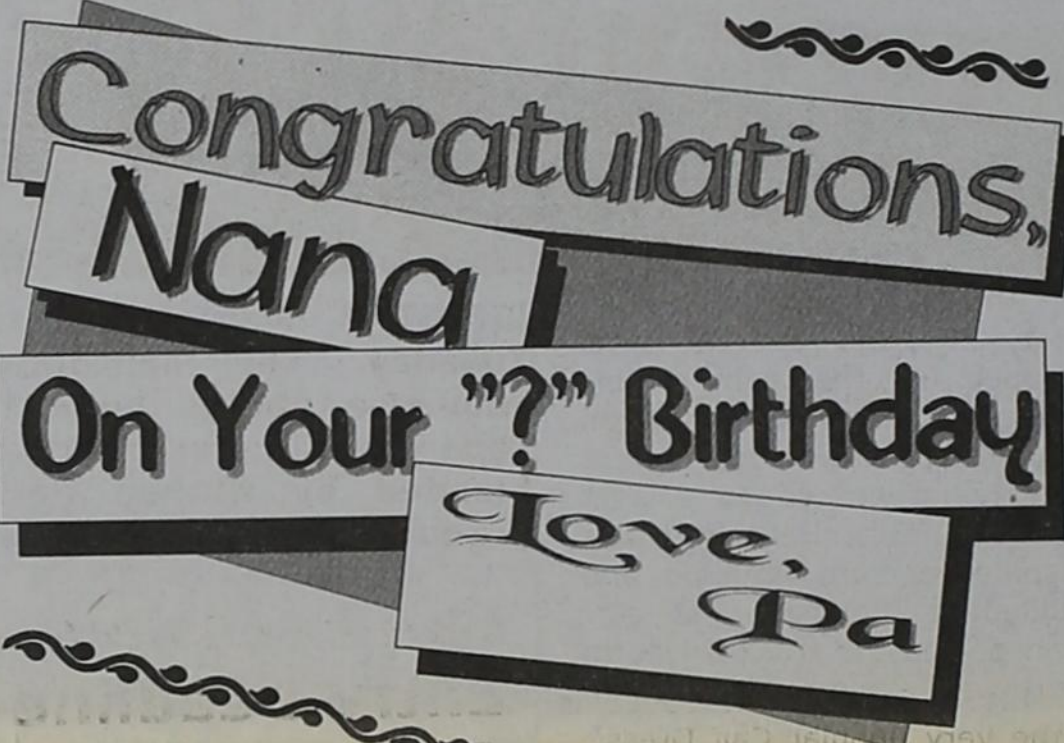 Congratulations,,
Nana
On Your ”?” Birthday
Love,
Pa